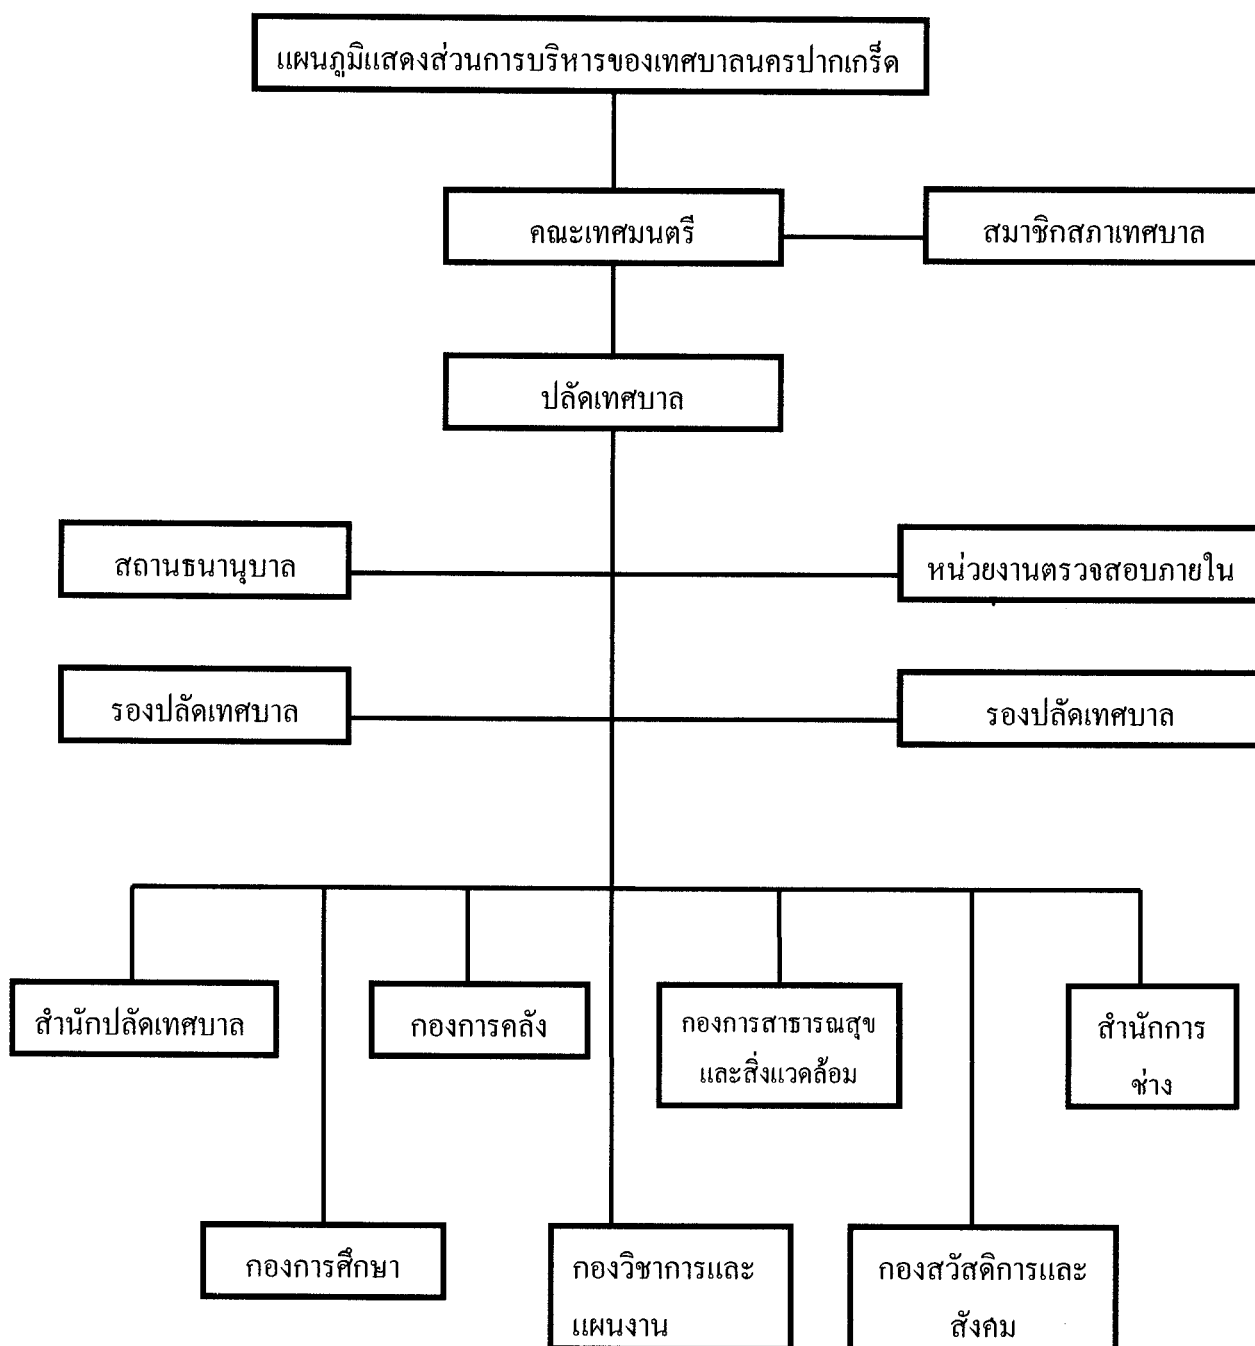 แผนภูมิแสดงส่วนการบริหารของเทศบาลนครปากเกร็ด
คณะเทศมนตรี
สมาชิกสภาเทศบาล
ปลัดเทศบาล
สถานธนานุบาล
หน่วยงานตรวจสอบภายใน
รองปลัดเทศบาล
รองปลัดเทศบาล
สำนักปลัดเทศบาล
กองการคลัง
กองการสาธารณสุข
และสิ่งแวดล้อม
สำนักการ
ช่าง
กองการศึกษา
กองวิชาการและ
แผนงาน
กองสวัสดิการและ
สังคม